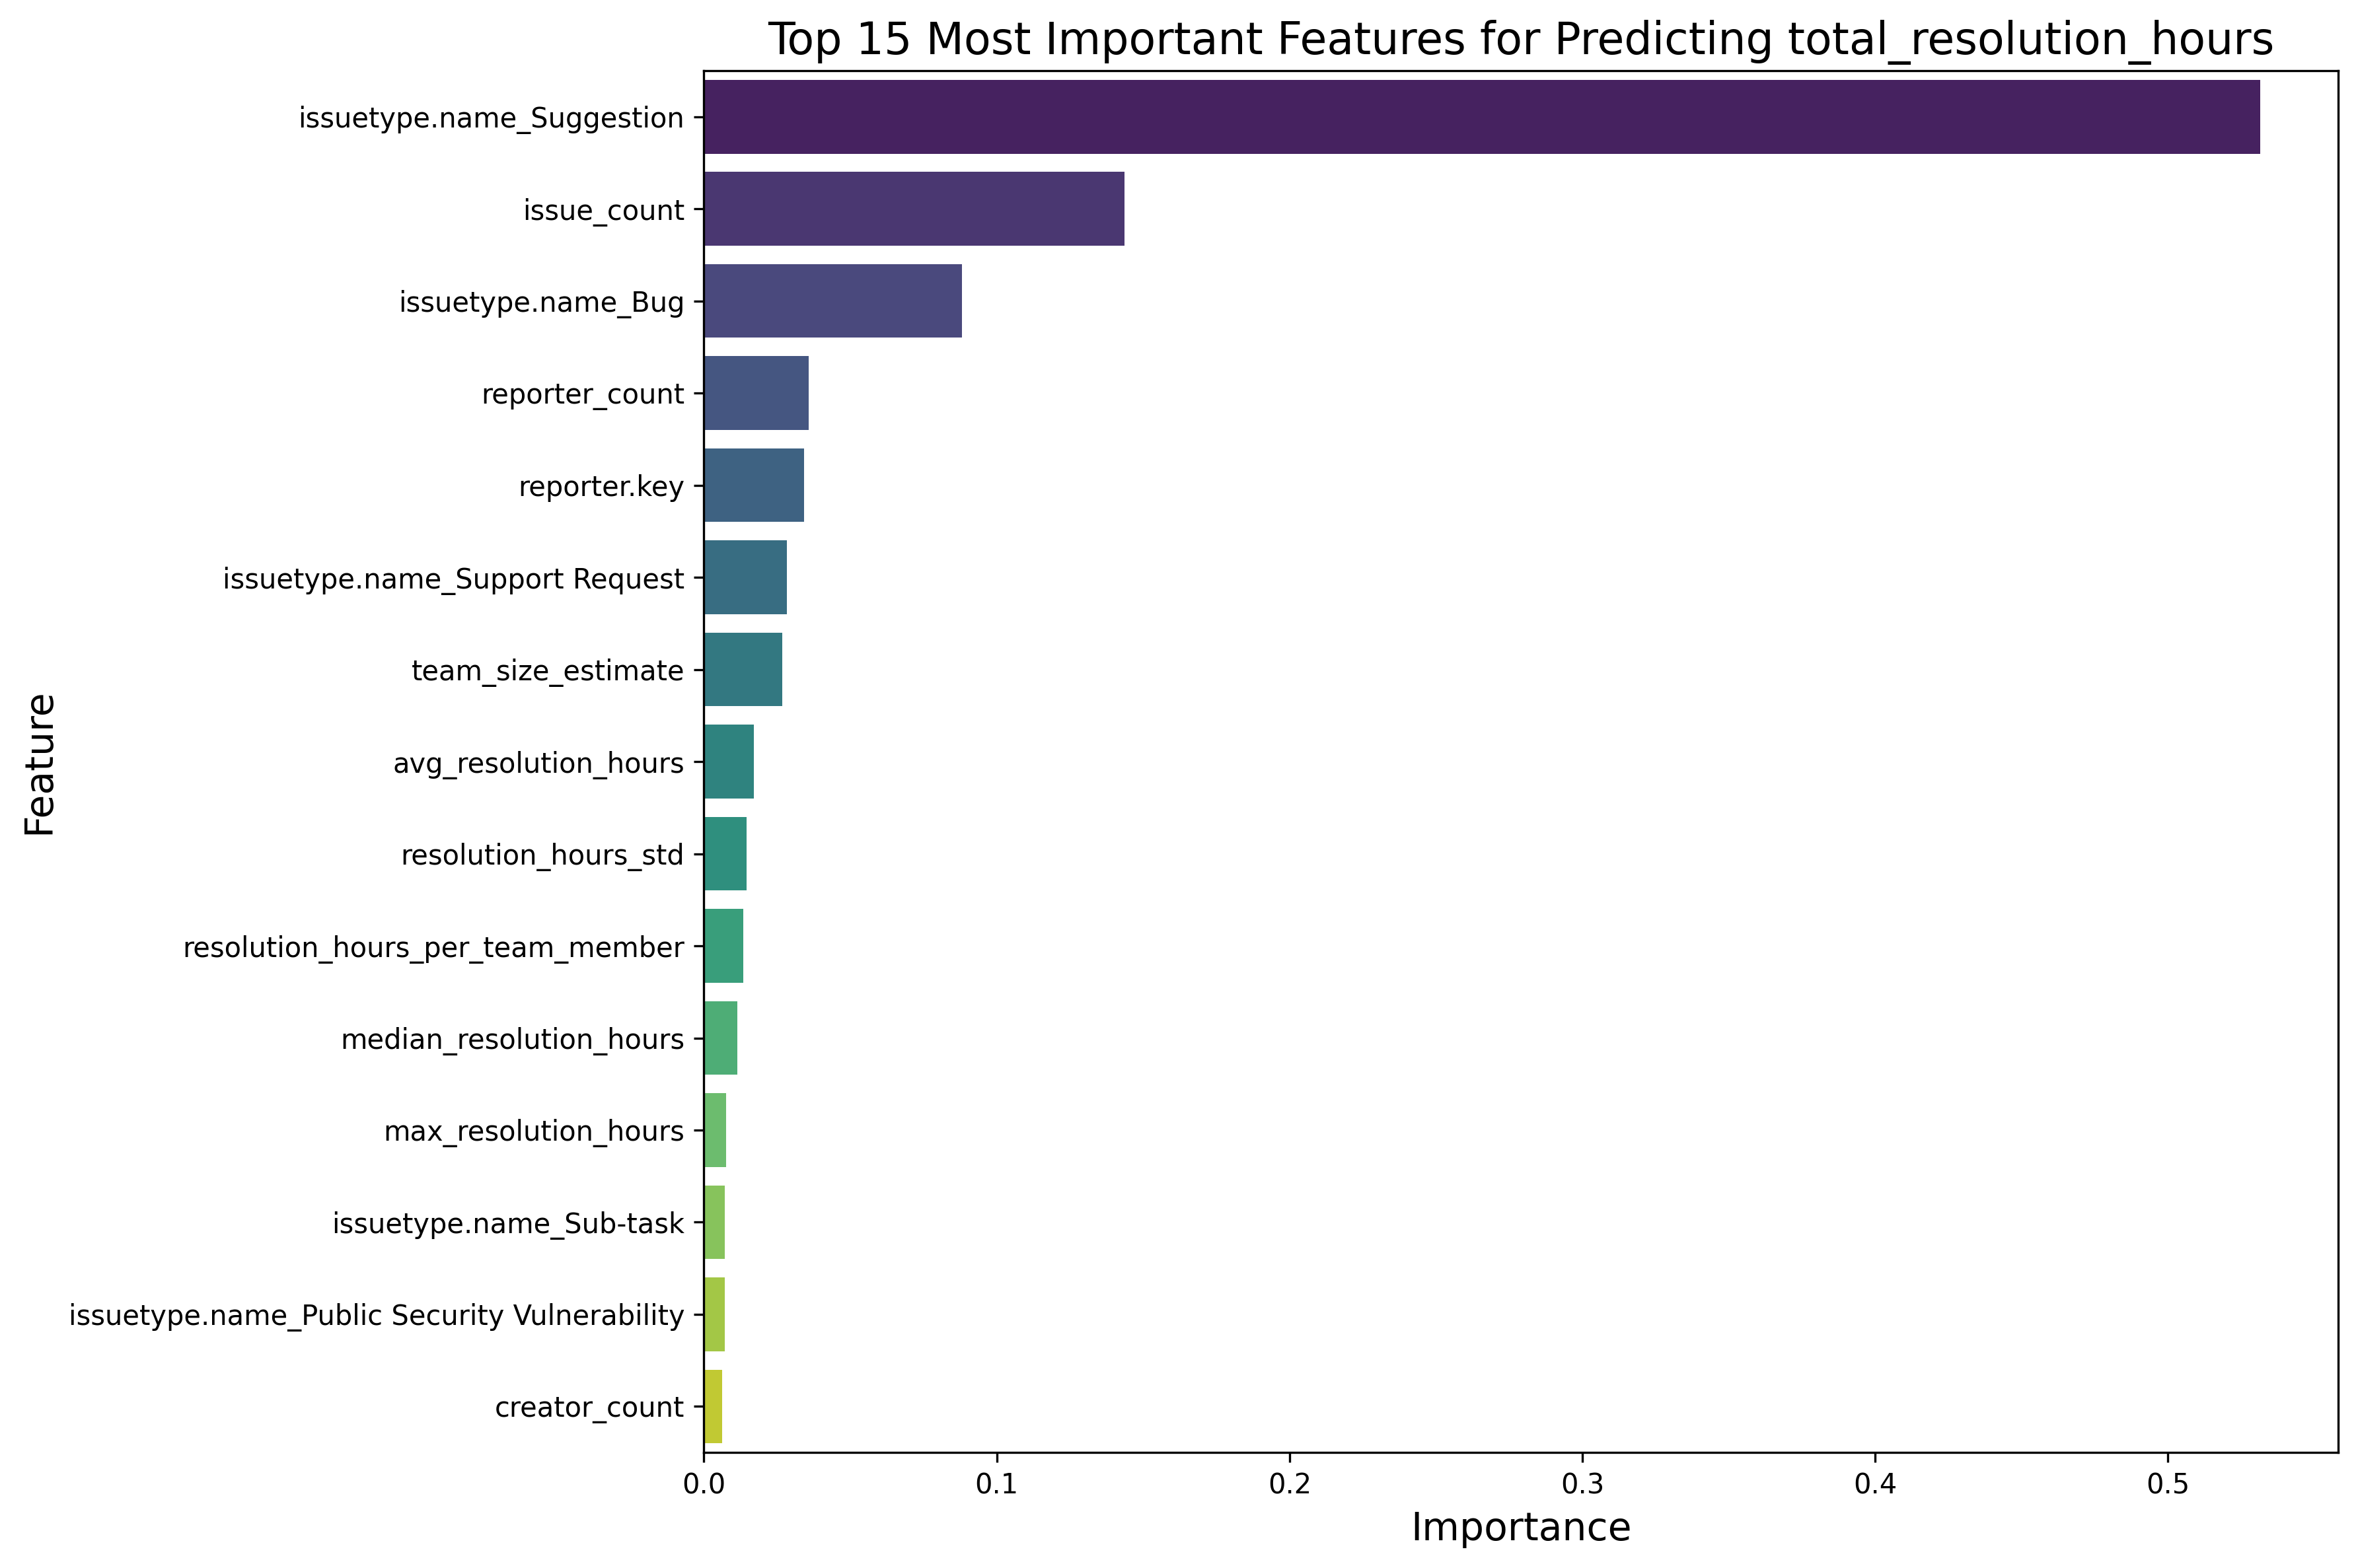 Top 15 Most Important Features for Predicting total_resolution_hours
issuetype.name_Suggestion
issue_count
issuetype.name_Bug
reporter_count
reporter.key
issuetype.name_Support Request
team_size_estimate
avg_resolution_hours
resolution_hours_std
resolution_hours_per_team_member
median_resolution_hours
max_resolution_hours
issuetype.name_Sub-task
issuetype.name_Public Security Vulnerability
creator_count
Feature
0.0 0.1 0.2 0.3 0.4 0.5
Importance